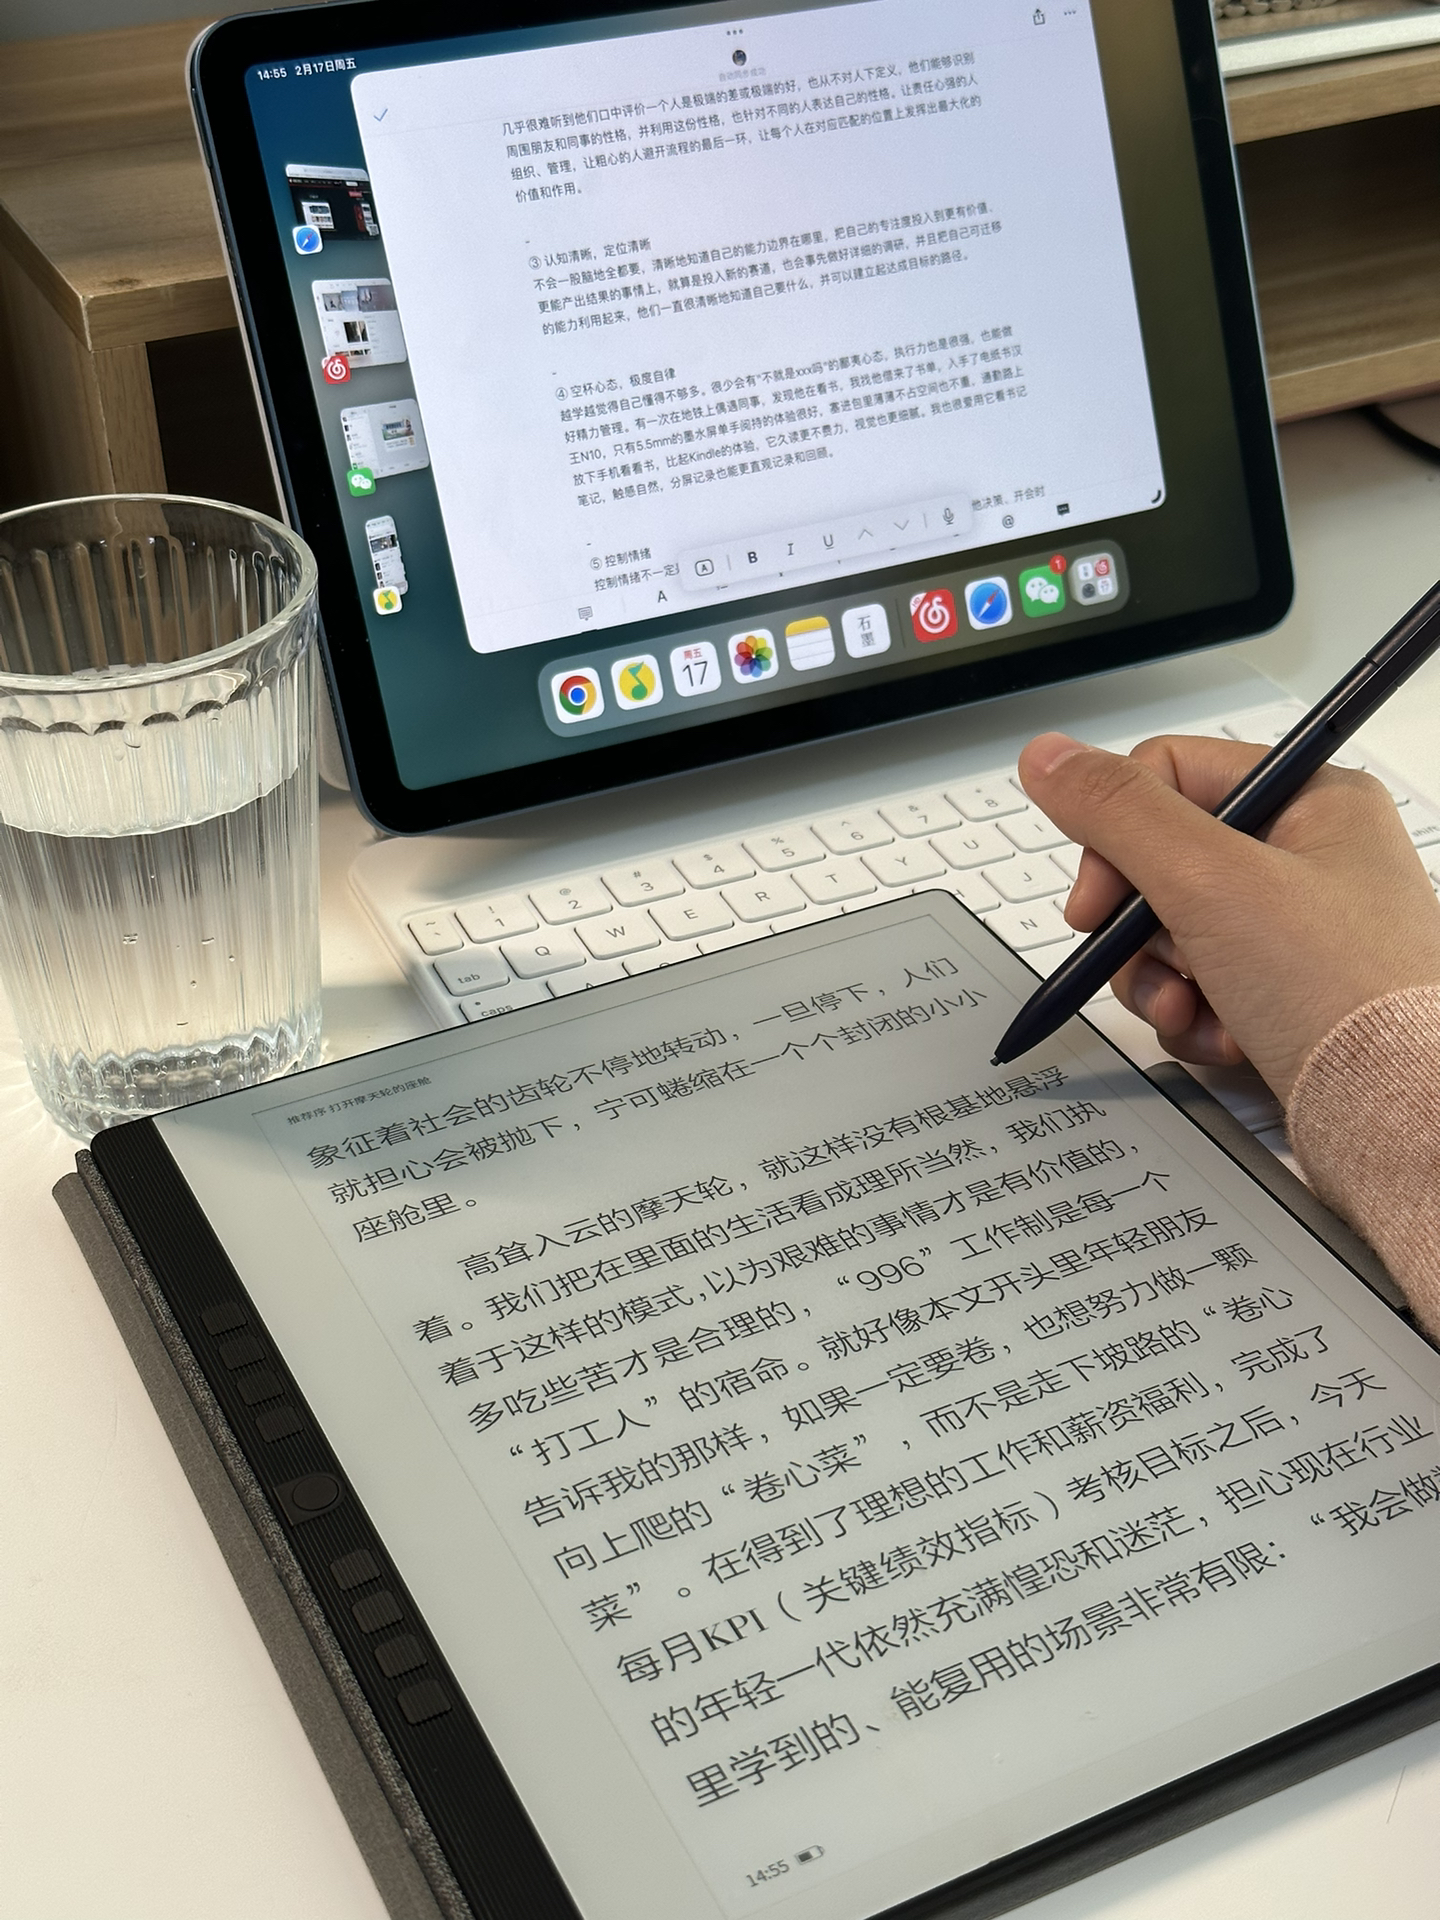 14:55 2月17日周五
自动同步成功
几乎很难听到他们口中评价一个人是极端的差或极端的好，也从不对人下定义，他们能够识别
周围朋友和同事的性格，并利用这份性格，也针对不同的人表达自己的性格。让责任心强的人
组织、管理，让粗心的人避开流程的最后一环，让每个人在对应匹配的位置上发挥出最大化的
价值和作用。
-
③ 认知清晰，定位清晰
不会一股脑地全都要，清晰地知道自己的能力边界在哪里，把自己的专注度投入到更有价值、
更能产出结果的事情上，就算是投入新的赛道，也会事先做好详细的调研，并且把自己可迁移
的能力利用起来，他们一直很清晰地知道自己要什么，并可以建立起达成目标的路径。
-
④ 空杯心态，极度自律
越学越觉得自己懂得不够多。很少会有“不就是xxx吗”的鄙夷心态，执行力也是很强，也能做
好精力管理。有一次在地铁上偶遇同事，发现他在看书，我找他借来了书单，入手了电纸书汉
王N10，只有5.5mm的墨水屏单手阅持的体验很好，塞进包里薄薄不占空间也不重，通勤路上
放下手机看看书，比起Kindle的体验，它久读更不费力，视觉也更细腻。我也很爱用它看书记
笔记，触感自然，分屏记录也能更直观记录和回顾。
-
⑤ 控制情绪
控制情绪不一定 他决策、开会时
A B I U @
A
周五
17
石墨
1
~ ! @ # $ % ^ & *
` 1 2 3 4 5 6 7 8
tab Q W E R T Y U I
caps A H J
N
shift
推荐序 打开摩天轮的座舱
象征着社会的齿轮不停地转动，一旦停下，人们
就担心会被抛下，宁可蜷缩在一个个封闭的小小
座舱里。
高耸入云的摩天轮，就这样没有根基地悬浮
着。我们把在里面的生活看成理所当然，我们执
着于这样的模式，以为艰难的事情才是有价值的，
多吃些苦才是合理的，“996”工作制是每一个
“打工人”的宿命。就好像本文开头里年轻朋友
告诉我的那样，如果一定要卷，也想努力做一颗
向上爬的“卷心菜”，而不是走下坡路的“卷心
菜”。在得到了理想的工作和薪资福利，完成了
每月KPI（关键绩效指标）考核目标之后，今天
的年轻一代依然充满惶恐和迷茫，担心现在行业
里学到的、能复用的场景非常有限：“我会做
14:55